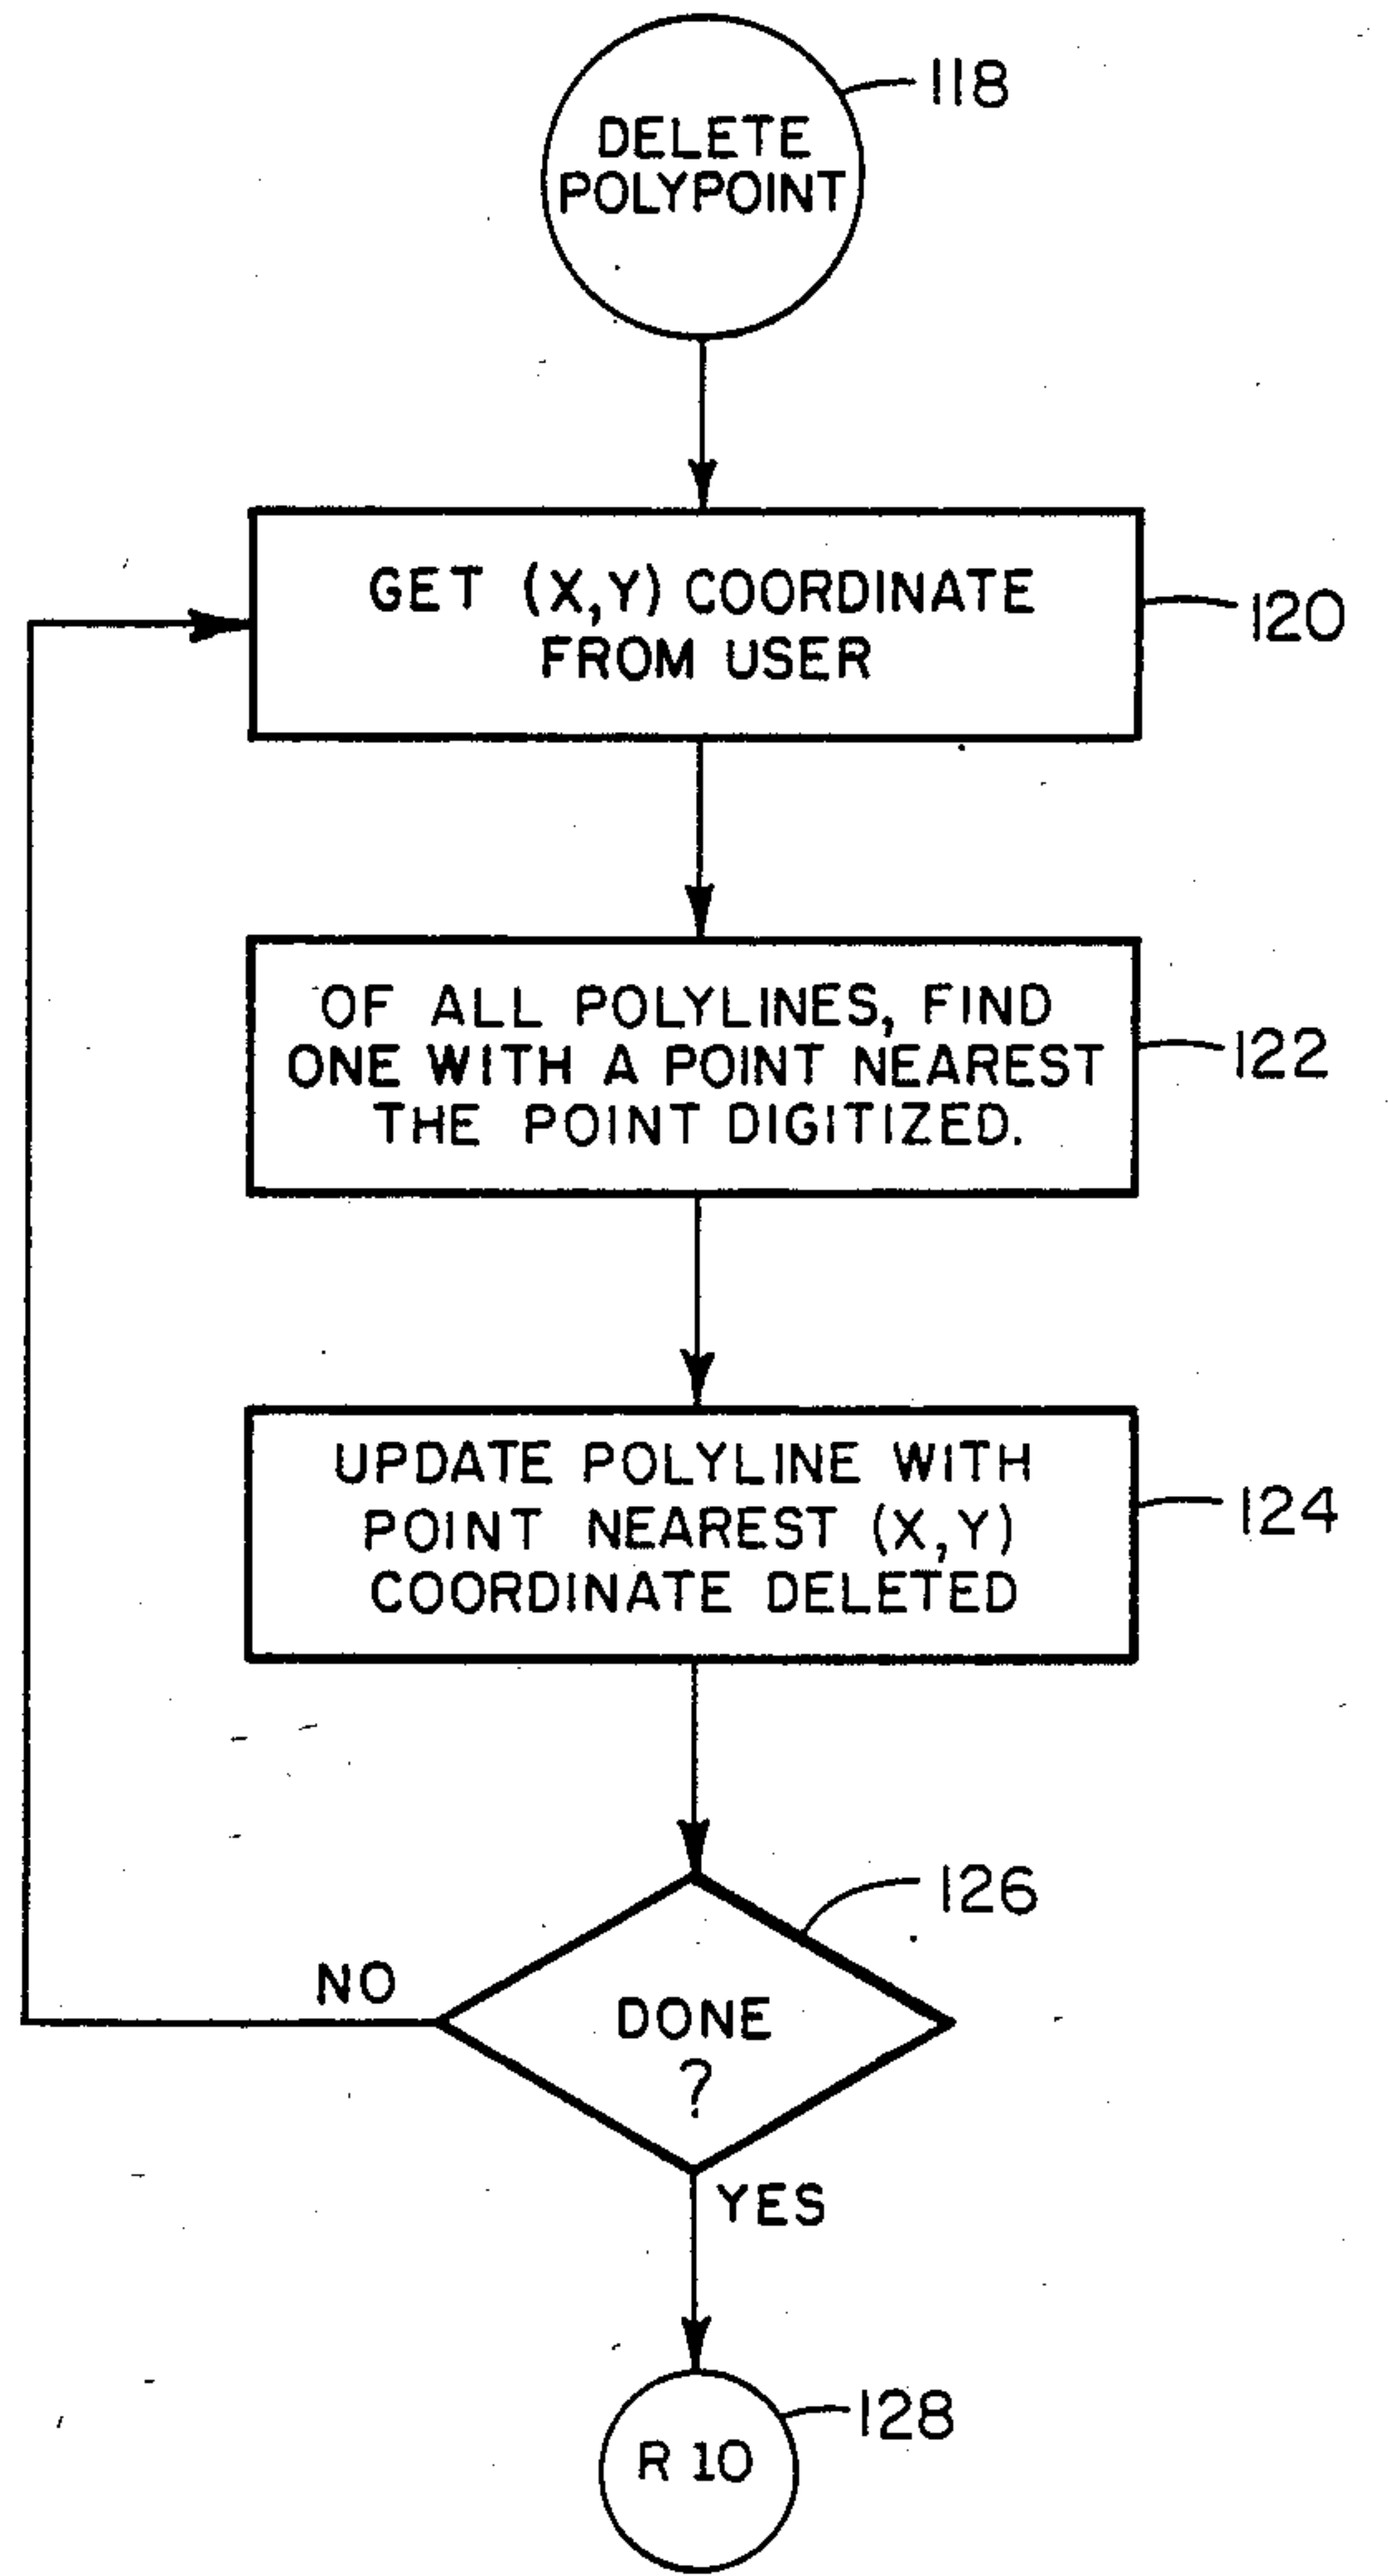 118
DELETE
POLYPOINT
GET (X,Y) COORDINATE
FROM USER
120
OF ALL POLYLINES, FIND
ONE WITH A POINT NEAREST
THE POINT DIGITIZED.
122
UPDATE POLYLINE WITH
POINT NEAREST (X,Y)
COORDINATE DELETED
124
126
NO
DONE
?
YES
128
R 10